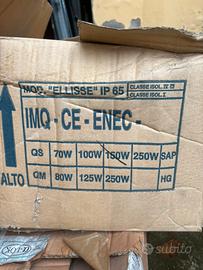 MOD. "ELLISSE" IP 65 CLASSE ISOL. II
CLASSE ISOL. I
IMQ - CE - ENEC -
QS 70W 100W 150W 250W SAP
QM 80W 125W 250W HG
ALTO
subito